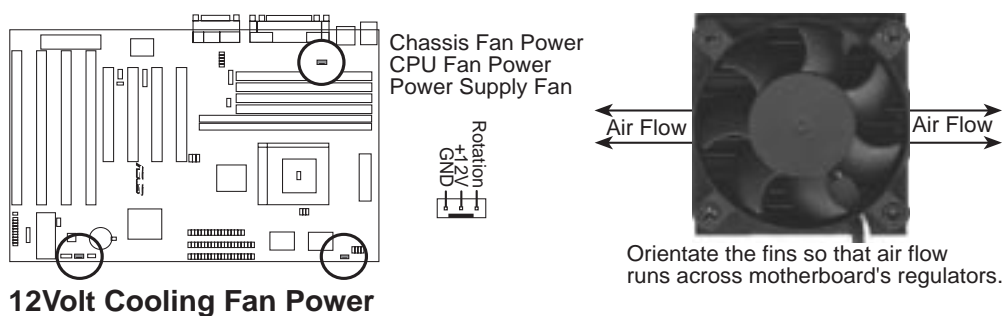 Chassis Fan Power
CPU Fan Power
Power Supply Fan
Rotation
+12V
GND
Air Flow
Air Flow
Orientate the fins so that air flow
runs across motherboard's regulators.
12Volt Cooling Fan Power